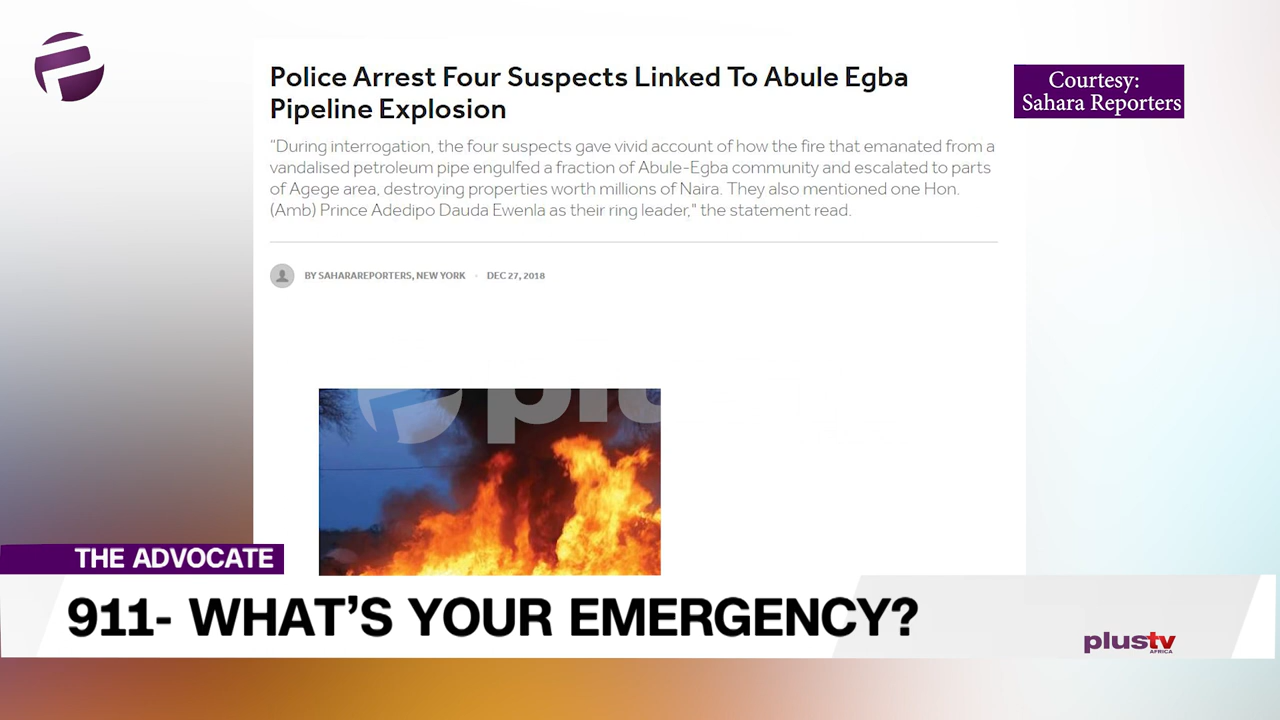 Police Arrest Four Suspects Linked To Abule Egba
Pipeline Explosion
Courtesy:
Sahara Reporters
“During interrogation, the four suspects gave vivid account of how the fire that emanated from a
vandalised petroleum pipe engulfed a fraction of Abule-Egba community and escalated to parts
of Agege area, destroying properties worth millions of Naira. They also mentioned one Hon.
(Amb) Prince Adedipo Dauda Ewenla as their ring leader," the statement read.
BY SAHARAREPORTERS, NEW YORK · DEC 27, 2018
plu
THE ADVOCATE
911- WHAT’S YOUR EMERGENCY?
plustv
AFRICA